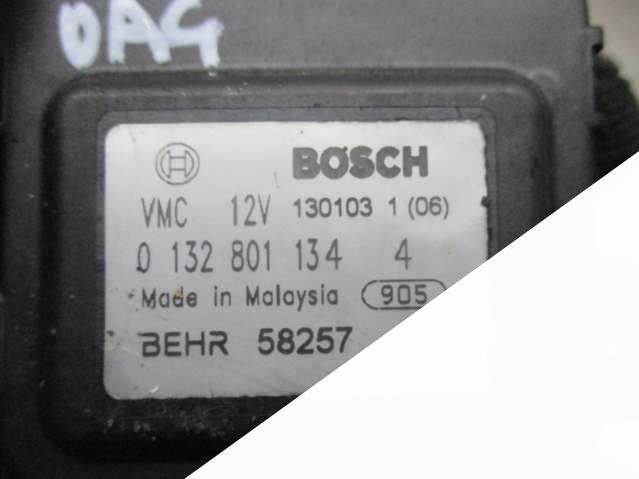 OAG
BOSCH
VMC 12V 130103 1 (06)
0 132 801 134 4
Made in Malaysia 905
BEHR 58257